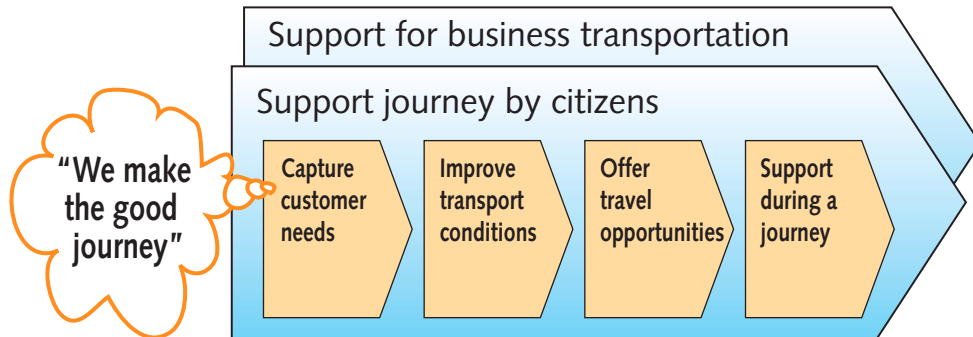 Support for business transportation
Support journey by citizens
“We make
the good
journey”
Capture
customer
needs
Improve
transport
conditions
Offer
travel
opportunities
Support
during a
journey